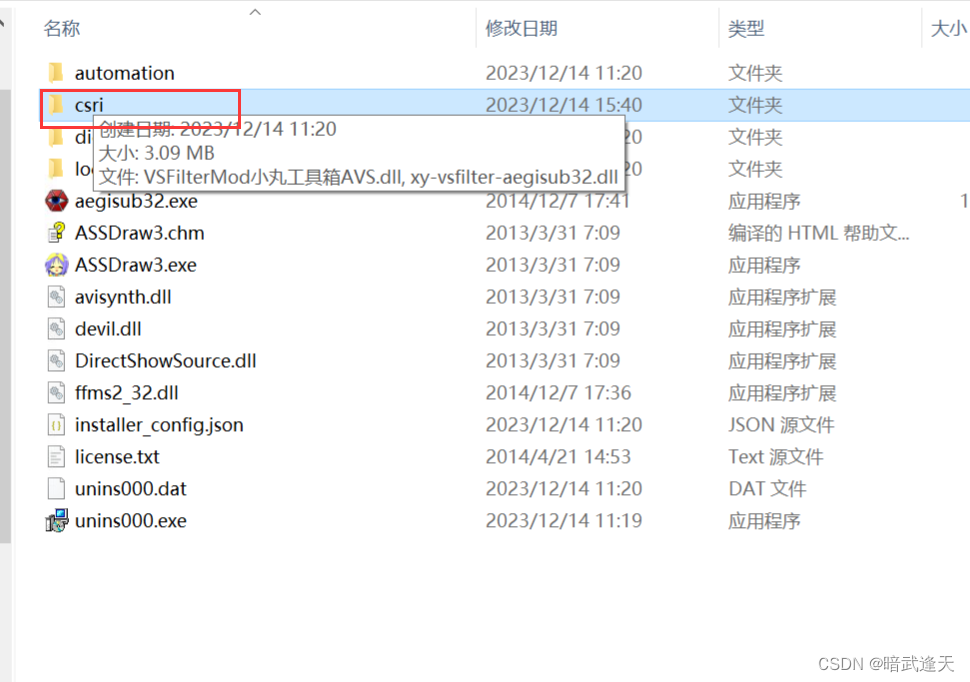 名称 修改日期 类型 大小
automation 2023/12/14 11:20 文件夹
csri 2023/12/14 15:40 文件夹
创建日期: 2023/12/14 11:20
di 20 文件夹
大小: 3.09 MB
lo 20 文件夹
文件: VSFilterMod小丸工具箱AVS.dll, xy-vsfilter-aegisub32.dll
aegisub32.exe 2014/12/7 17:41 应用程序 1
ASSDraw3.chm 2013/3/31 7:09 编译的 HTML 帮助文...
ASSDraw3.exe 2013/3/31 7:09 应用程序
avisynth.dll 2013/3/31 7:09 应用程序扩展
devil.dll 2013/3/31 7:09 应用程序扩展
DirectShowSource.dll 2013/3/31 7:09 应用程序扩展
ffms2_32.dll 2014/12/7 17:36 应用程序扩展
installer_config.json 2023/12/14 11:20 JSON 源文件
license.txt 2014/4/21 14:53 Text 源文件
unins000.dat 2023/12/14 11:20 DAT 文件
unins000.exe 2023/12/14 11:19 应用程序
CSDN @暗武逢天